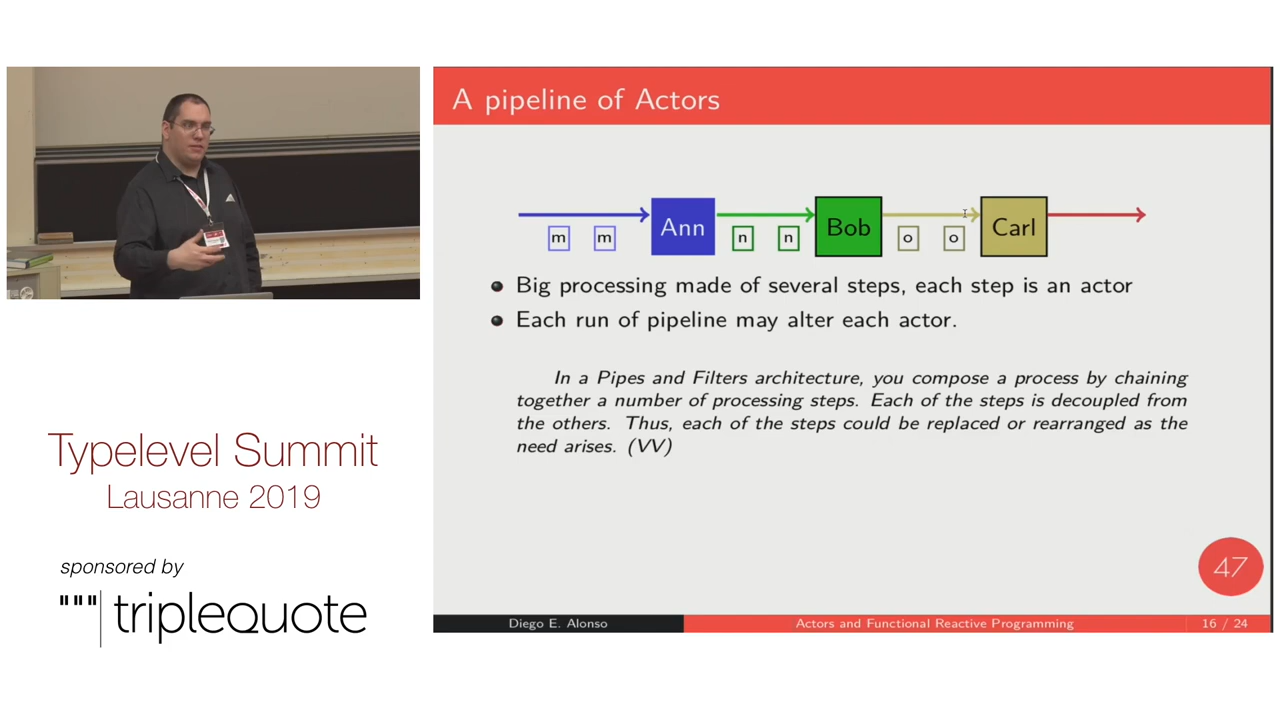 A pipeline of Actors
m m Ann n n Bob o o Carl
Big processing made of several steps, each step is an actor
Each run of pipeline may alter each actor.
In a Pipes and Filters architecture, you compose a process by chaining
together a number of processing steps. Each of the steps is decoupled from
the others. Thus, each of the steps could be replaced or rearranged as the
need arises. (VV)
47
Diego E. Alonso
Actors and Functional Reactive Programming
16 / 24
Typelevel Summit
Lausanne 2019
sponsored by
""" triplequote